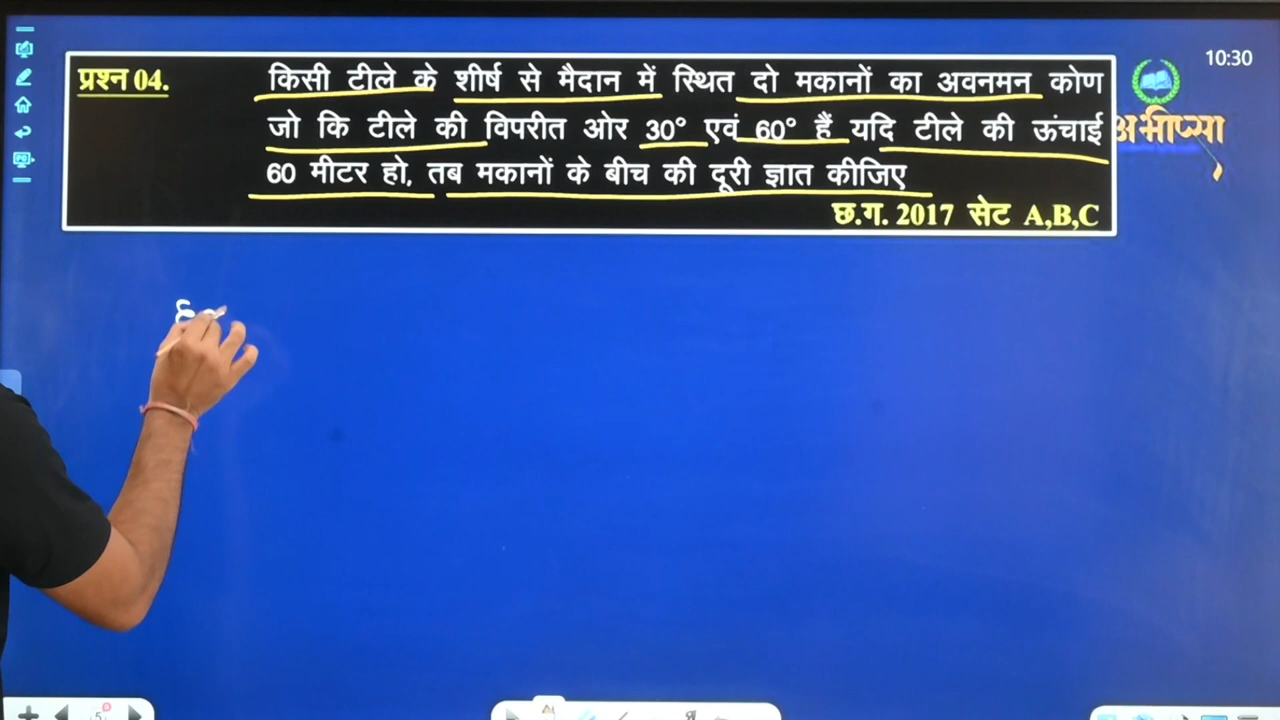 10:30
प्रश्न 04. किसी टीले के शीर्ष से मैदान में स्थित दो मकानों का अवनमन कोण
जो कि टीले की विपरीत ओर 30° एवं 60° हैं यदि टीले की ऊंचाई
60 मीटर हो, तब मकानों के बीच की दूरी ज्ञात कीजिए
छ.ग. 2017 सेट A,B,C
अभीप्सा